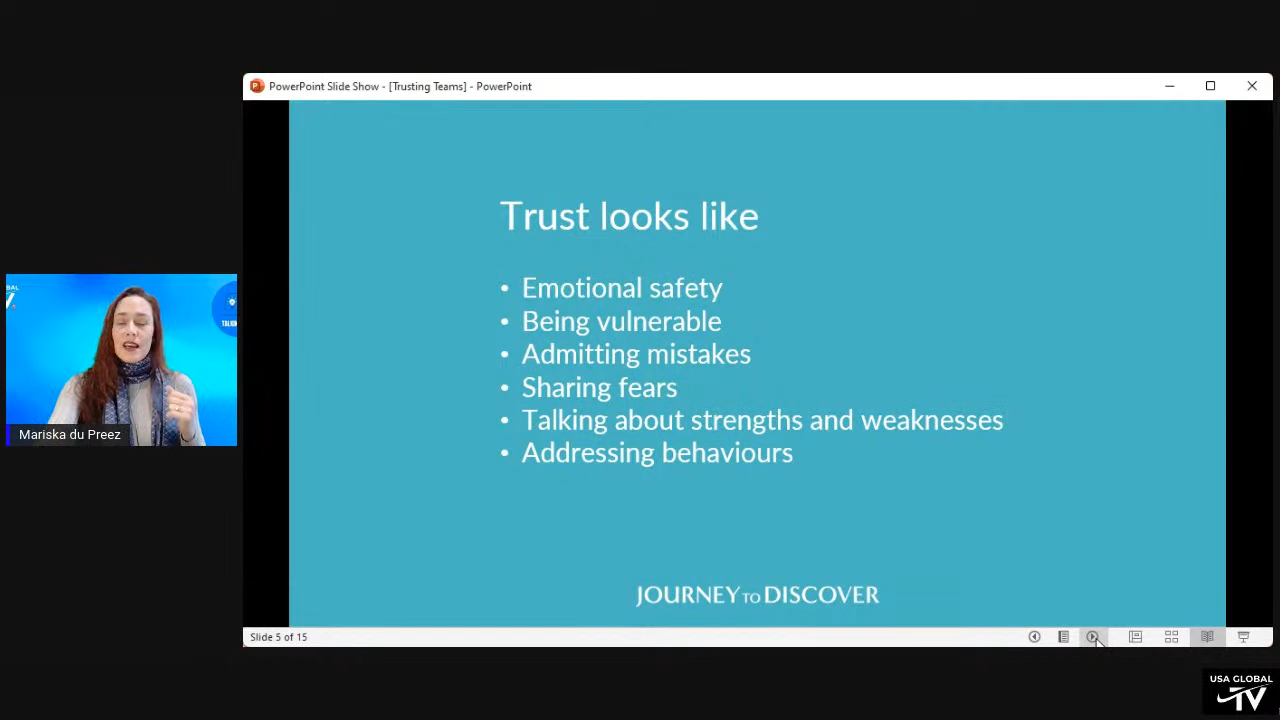 PowerPoint Slide Show - [Trusting Teams] - PowerPoint
Trust looks like
• Emotional safety
• Being vulnerable
• Admitting mistakes
• Sharing fears
• Talking about strengths and weaknesses
• Addressing behaviours
JOURNEY TO DISCOVER
Slide 5 of 15
Mariska du Preez
USA GLOBAL
TV